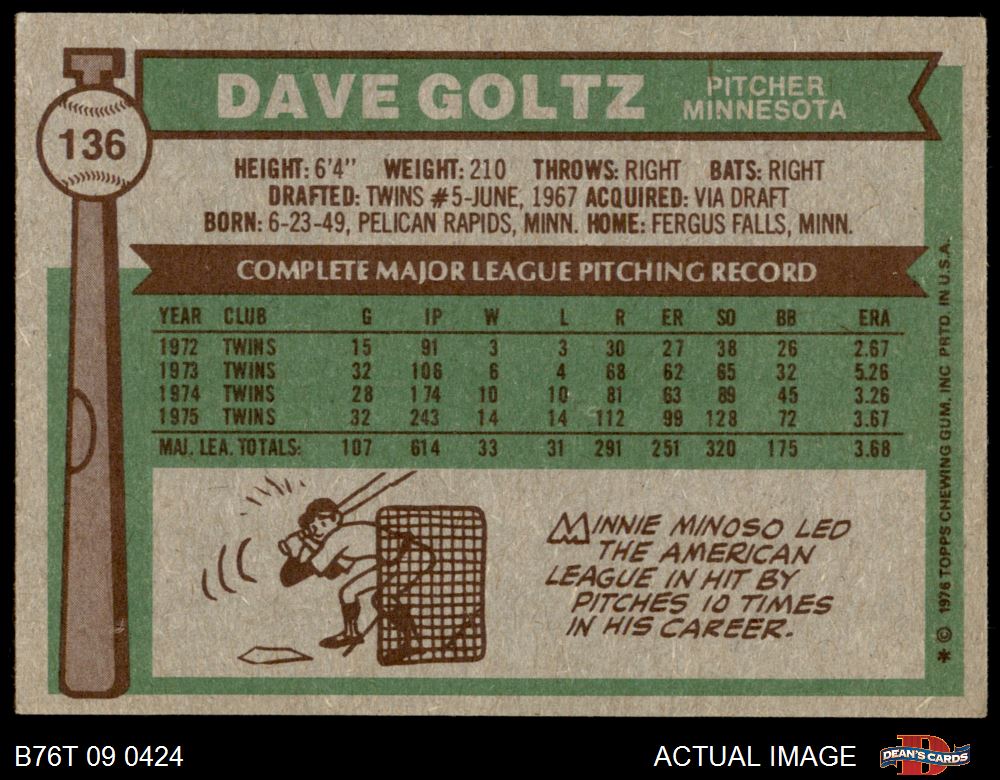 136
DAVE GOLTZ
PITCHER
MINNESOTA
HEIGHT: 6'4" WEIGHT: 210 THROWS: RIGHT BATS: RIGHT
DRAFTED: TWINS #5-JUNE, 1967 ACQUIRED: VIA DRAFT
BORN: 6-23-49, PELICAN RAPIDS, MINN. HOME: FERGUS FALLS, MINN.
COMPLETE MAJOR LEAGUE PITCHING RECORD
YEAR CLUB G IP W L R ER SO BB ERA
1972 TWINS 15 91 3 3 30 27 38 26 2.67
1973 TWINS 32 106 6 4 68 62 65 32 5.26
1974 TWINS 28 174 10 10 81 63 89 45 3.26
1975 TWINS 32 243 14 14 112 99 128 72 3.67
MAJ. LEA. TOTALS: 107 614 33 31 291 251 320 175 3.68
MINNIE MINOSO LED
THE AMERICAN
LEAGUE IN HIT BY
PITCHES 10 TIMES
IN HIS CAREER.
* © 1976 TOPPS CHEWING GUM, INC PRTD. IN U.S.A.
B76T 09 0424
ACTUAL IMAGE
DEAN'S CARDS